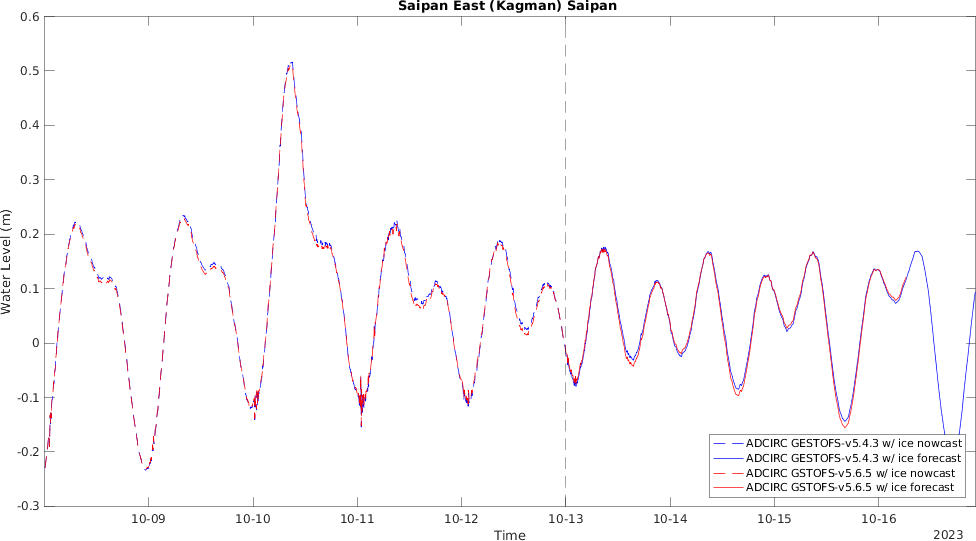 Saipan East (Kagman) Saipan
0.6
0.5
0.4
0.3
0.2
0.1
0
-0.1
-0.2
-0.3
Water Level (m)
10-09
10-10
10-11
10-12
10-13
10-14
10-15
10-16
Time
2023
ADCIRC GESTOFS-v5.4.3 w/ ice nowcast
ADCIRC GESTOFS-v5.4.3 w/ ice forecast
ADCIRC GSTOFS-v5.6.5 w/ ice nowcast
ADCIRC GSTOFS-v5.6.5 w/ ice forecast